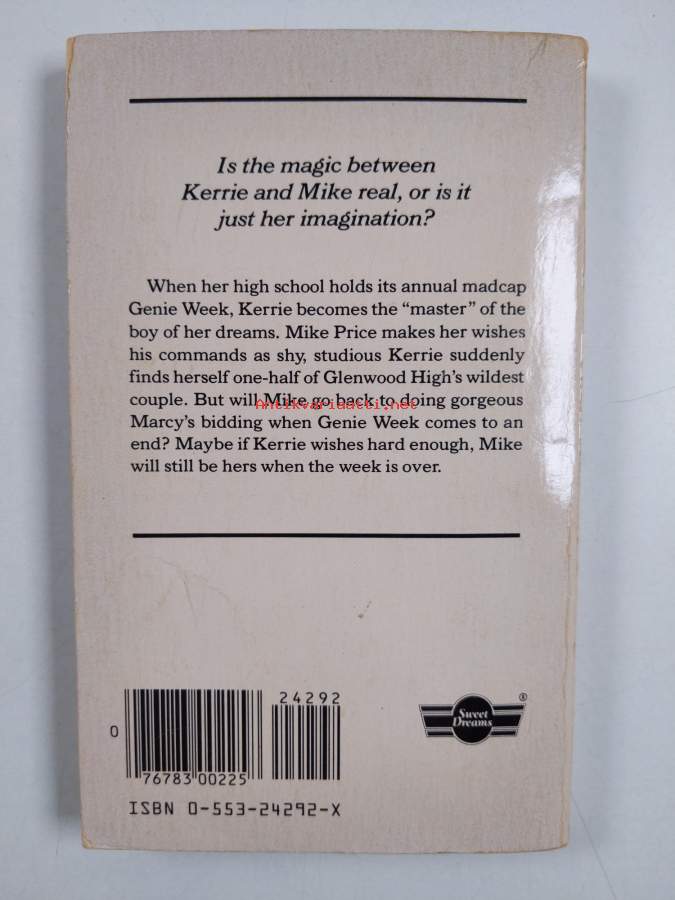 Is the magic between
Kerrie and Mike real, or is it
just her imagination?
When her high school holds its annual madcap
Genie Week, Kerrie becomes the “master” of the
boy of her dreams. Mike Price makes her wishes
his commands as shy, studious Kerrie suddenly
finds herself one-half of Glenwood High's wildest
couple. But will Mike go back to doing gorgeous
Antikvariaatti.net
Marcy's bidding when Genie Week comes to an
end? Maybe if Kerrie wishes hard enough, Mike
will still be hers when the week is over.
24292
Sweet
Dreams
®
0
76783 00225
ISBN 0-553-24292-X